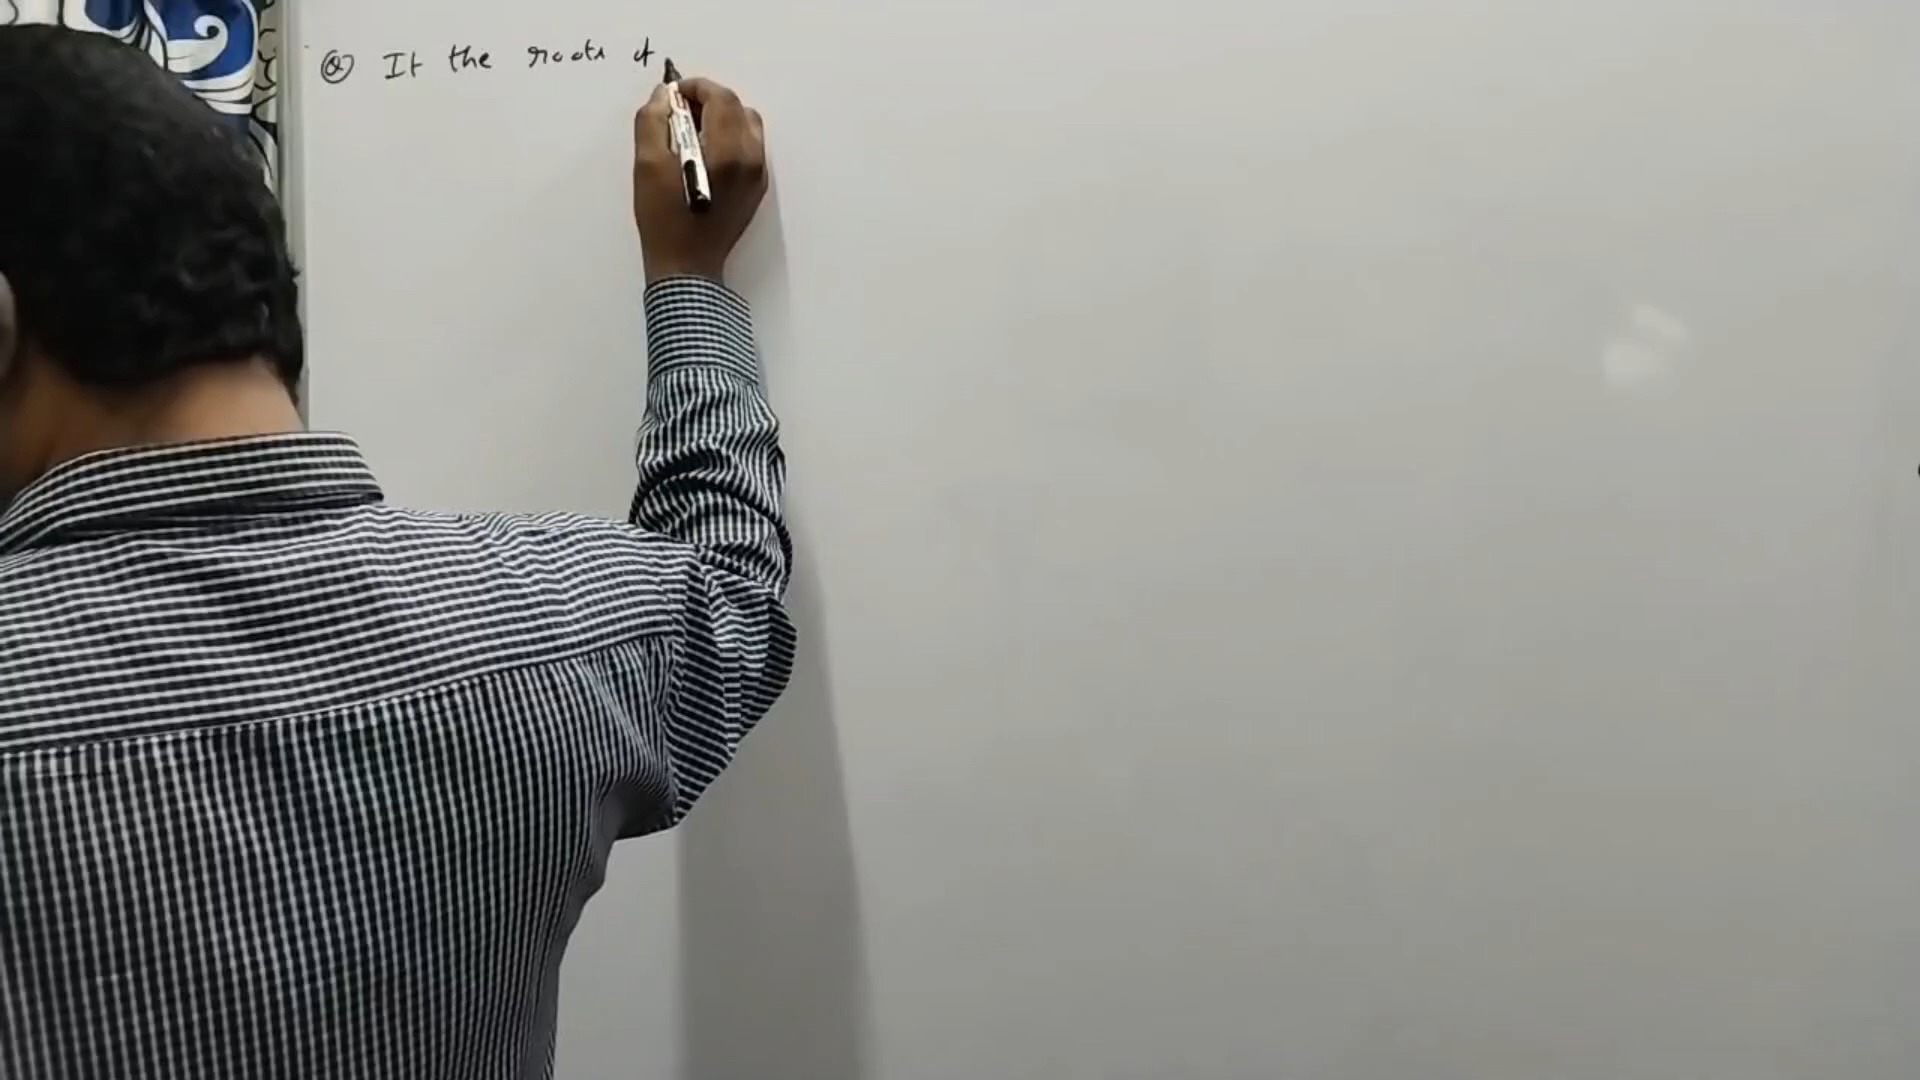 Q If the roots of